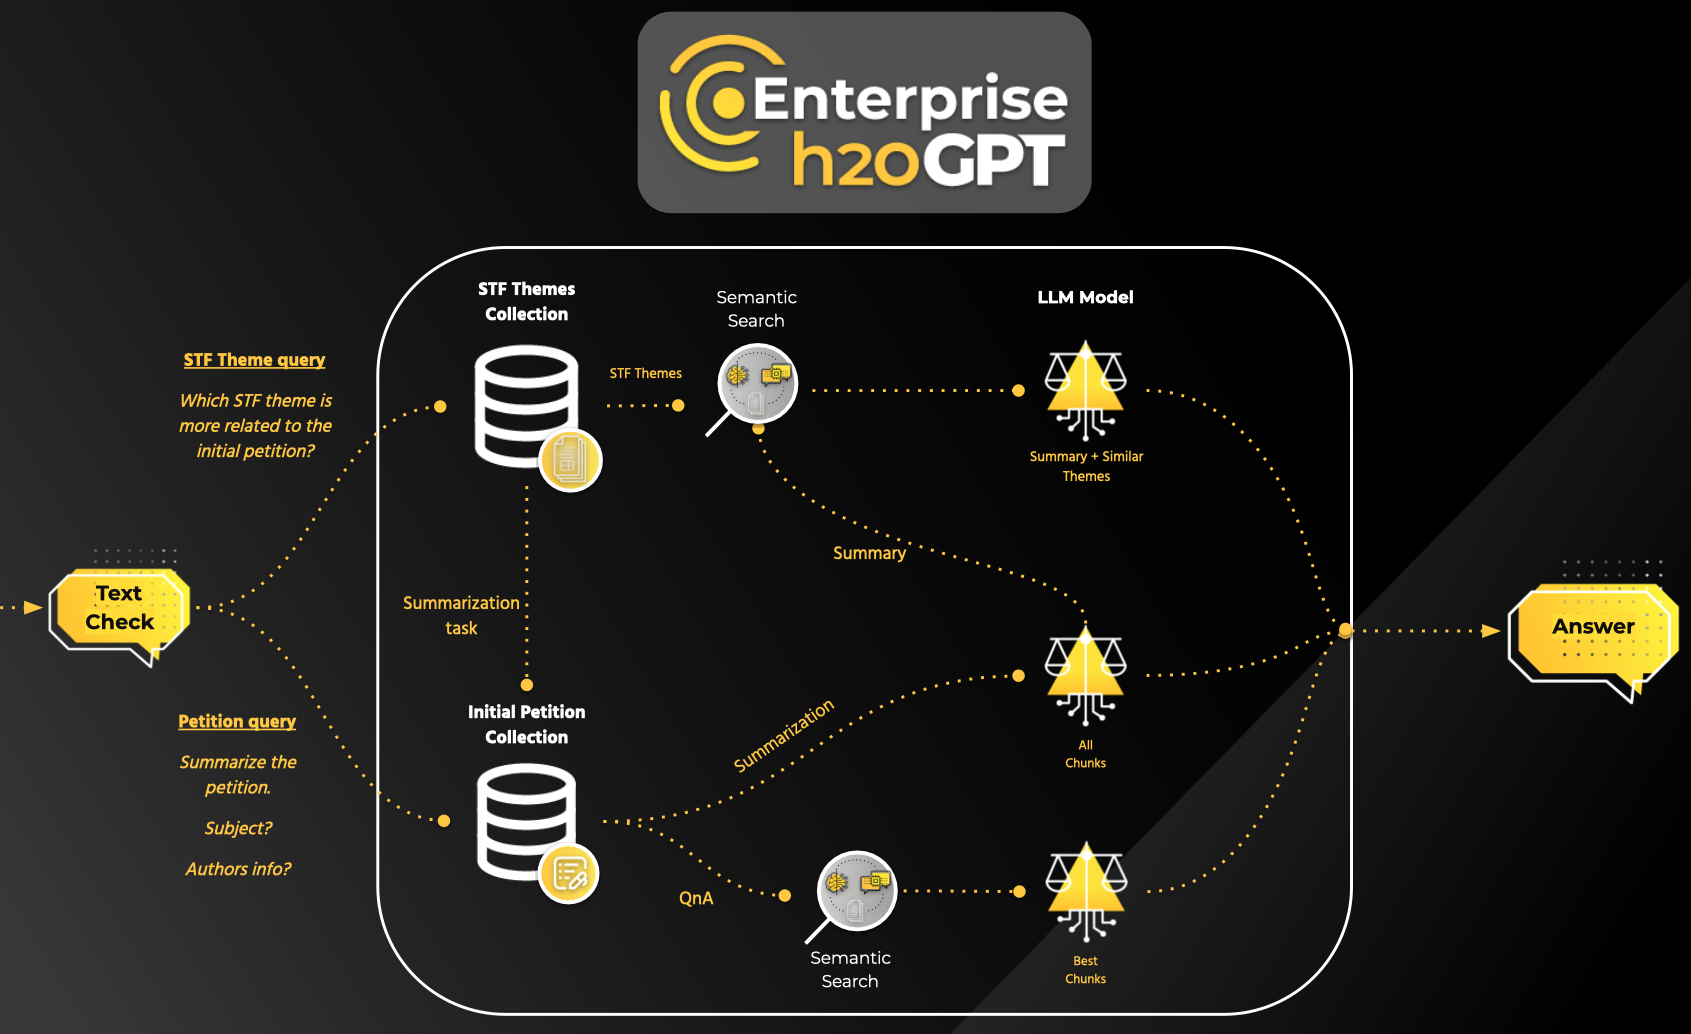 Enterprise
h2oGPT
STF Themes
Collection
Semantic
Search
LLM Model
STF Theme query
Which STF theme is
more related to the
initial petition?
STF Themes
Summary + Similar
Themes
Summary
Text
Check
Summarization
task
Answer
Petition query
Summarize the
petition.
Subject?
Authors info?
Initial Petition
Collection
Summarization
All
Chunks
QnA
Semantic
Search
Best
Chunks